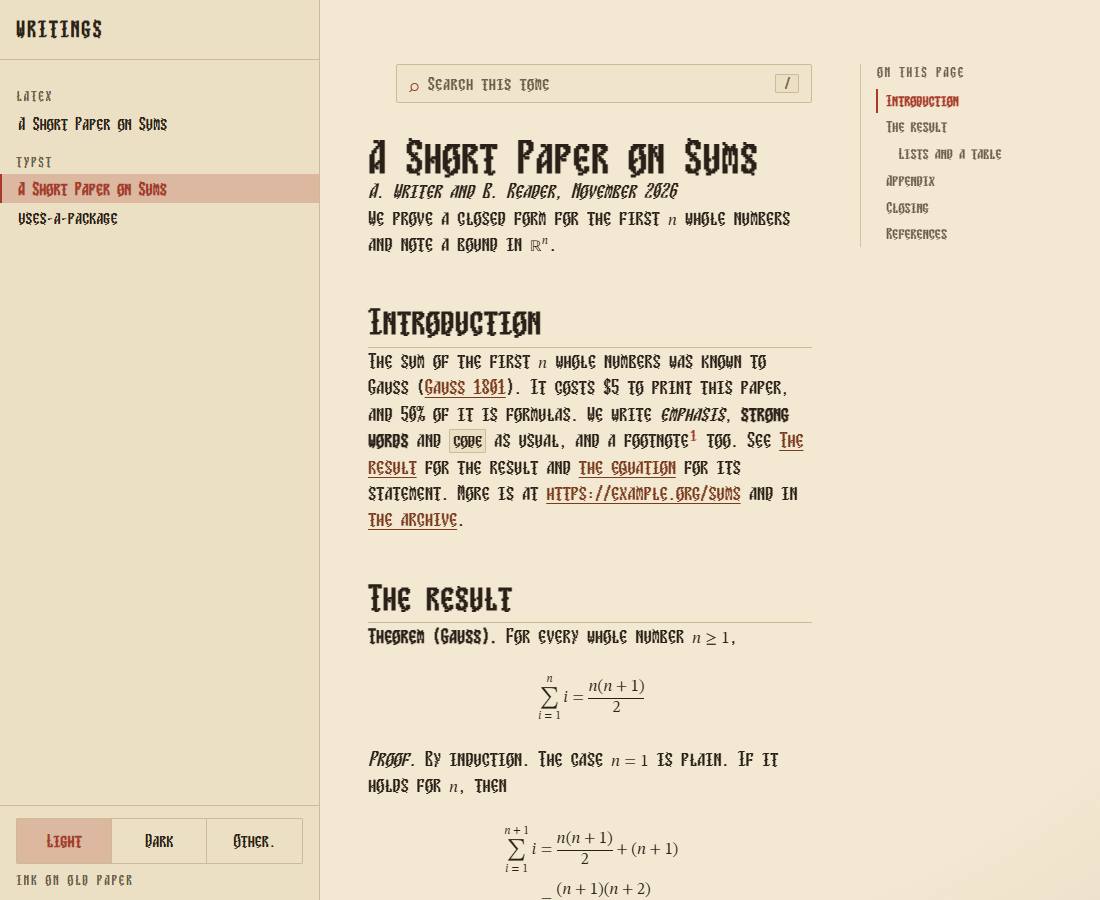 Writings
LaTeX
A Short Paper on Sums
Typst
A Short Paper on Sums
uses-a-package
Light
Dark
Other.
Ink on old paper
Search this tome
/
A Short Paper on Sums
A. Writer and B. Reader, November 2026
We prove a closed form for the first n whole numbers
and note a bound in ℝⁿ.
Introduction
The sum of the first n whole numbers was known to
Gauss (Gauss 1801). It costs $5 to print this paper,
and 50% of it is formulas. We write emphasis, strong
words and code as usual, and a footnote¹ too. See The
result for the result and the equation for its
statement. More is at https://example.org/sums and in
the archive.
The result
Theorem (Gauss). For every whole number n ≥ 1,
∑_{i = 1}^{n} i = n(n + 1) / 2
Proof. By induction. The case n = 1 is plain. If it
holds for n, then
∑_{i = 1}^{n + 1} i = n(n + 1) / 2 + (n + 1)
= (n + 1)(n + 2)
On this page
Introduction
The result
Lists and a table
Appendix
Closing
References